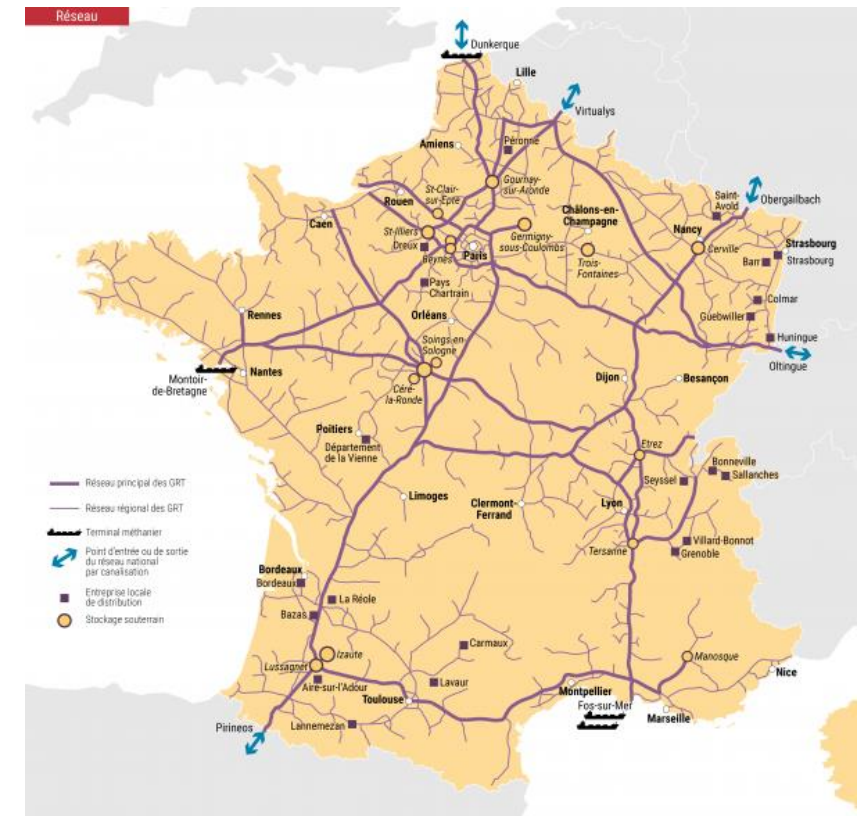 Réseau
Dunkerque
Lille
Virtualys
Péronne
Amiens
Gournay-
sur-Aronde
St-Clair-
sur-Epte
Rouen
Caen
St-Illiers
Dreux
Beynes
Paris
Germigny-
sous-Coulombs
Châlons-en-
Champagne
Trois-
Fontaines
Saint-
Avold
Obergailbach
Nancy
Cerville
Strasbourg
Strasbourg
Barr
Colmar
Guebwiller
Huningue
Oltingue
Pays
Chartrain
Orléans
Rennes
Soings-en-
Sologne
Montoir-
de-Bretagne
Nantes
Céré-
la-Ronde
Dijon
Besançon
Poitiers
Département
de la Vienne
Etrez
Bonneville
Sallanches
Seyssel
Limoges
Clermont-
Ferrand
Lyon
Tersanne
Villard-Bonnot
Grenoble
Réseau principal des GRT
Réseau régional des GRT
Terminal méthanier
Point d'entrée ou de sortie
du réseau national
par canalisation
Entreprise locale
de distribution
Stockage souterrain
Bordeaux
Bordeaux
La Réole
Bazas
Izaute
Lussagnet
Aire-sur-l'Adour
Carmaux
Lavaur
Toulouse
Lannemezan
Pirineos
Montpellier
Fos-sur-Mer
Marseille
Manosque
Nice